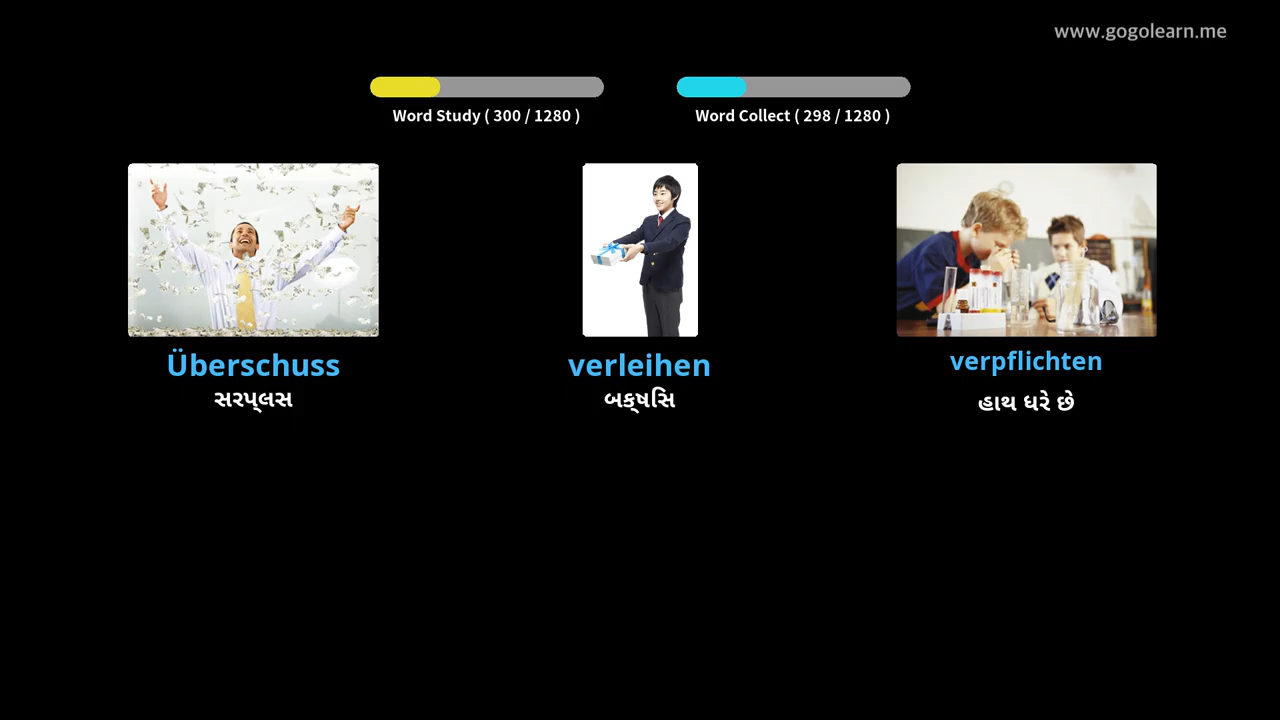 www.gogolearn.me
Word Study ( 300 / 1280 )
Word Collect ( 298 / 1280 )
Überschuss
સરપ્લસ
verleihen
બક્ષિસ
verpflichten
હાથ ધરે છે